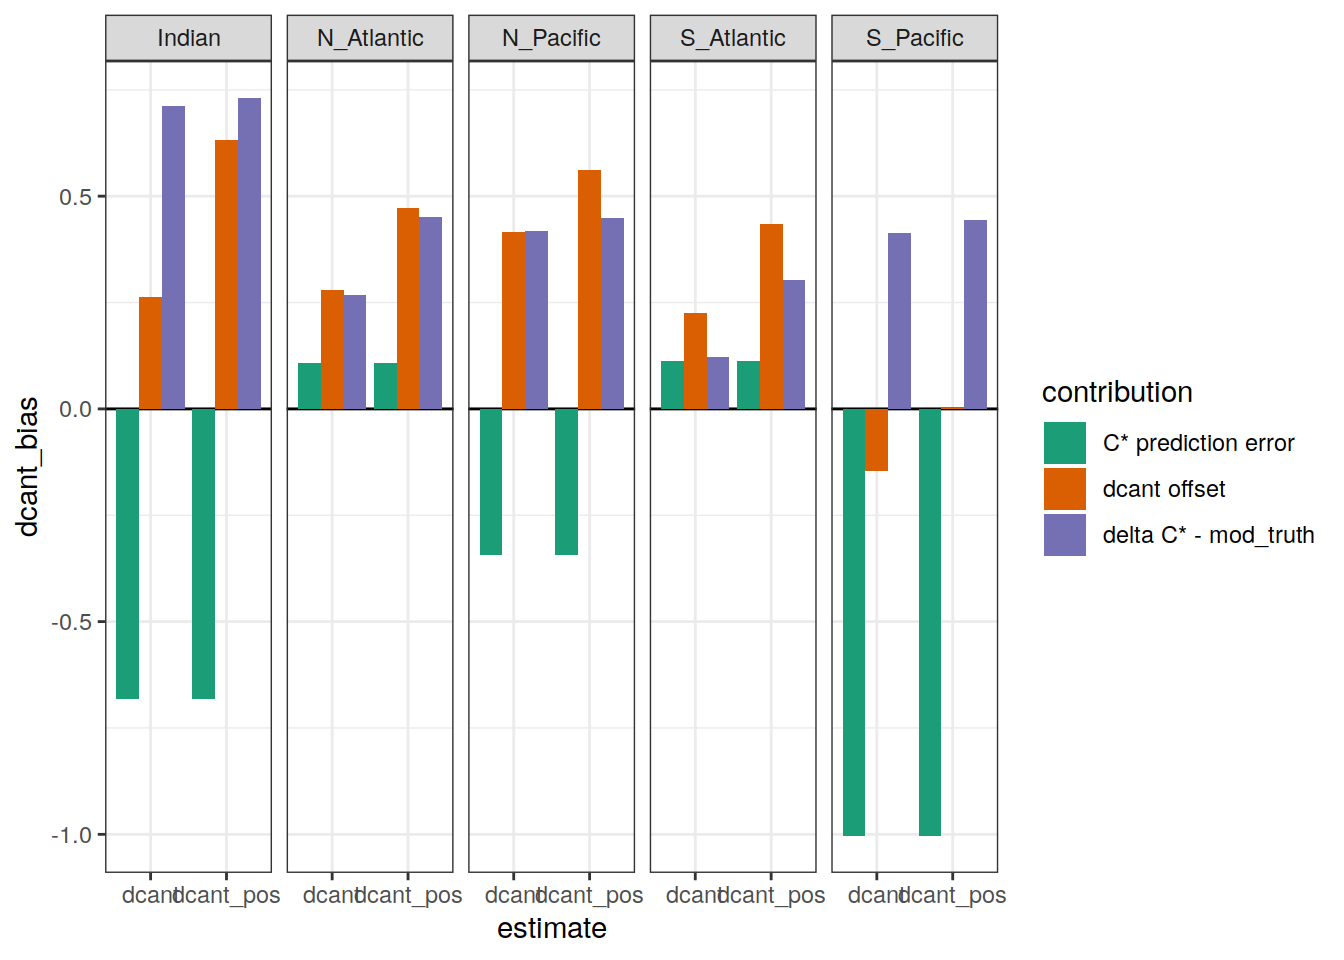 Indian N_Atlantic N_Pacific S_Atlantic S_Pacific
dcant_bias
0.5
0.0
-0.5
-1.0
dcant dcant_pos dcant dcant_pos dcant dcant_pos dcant dcant_pos dcant dcant_pos
estimate
contribution
C* prediction error
dcant offset
delta C* - mod_truth